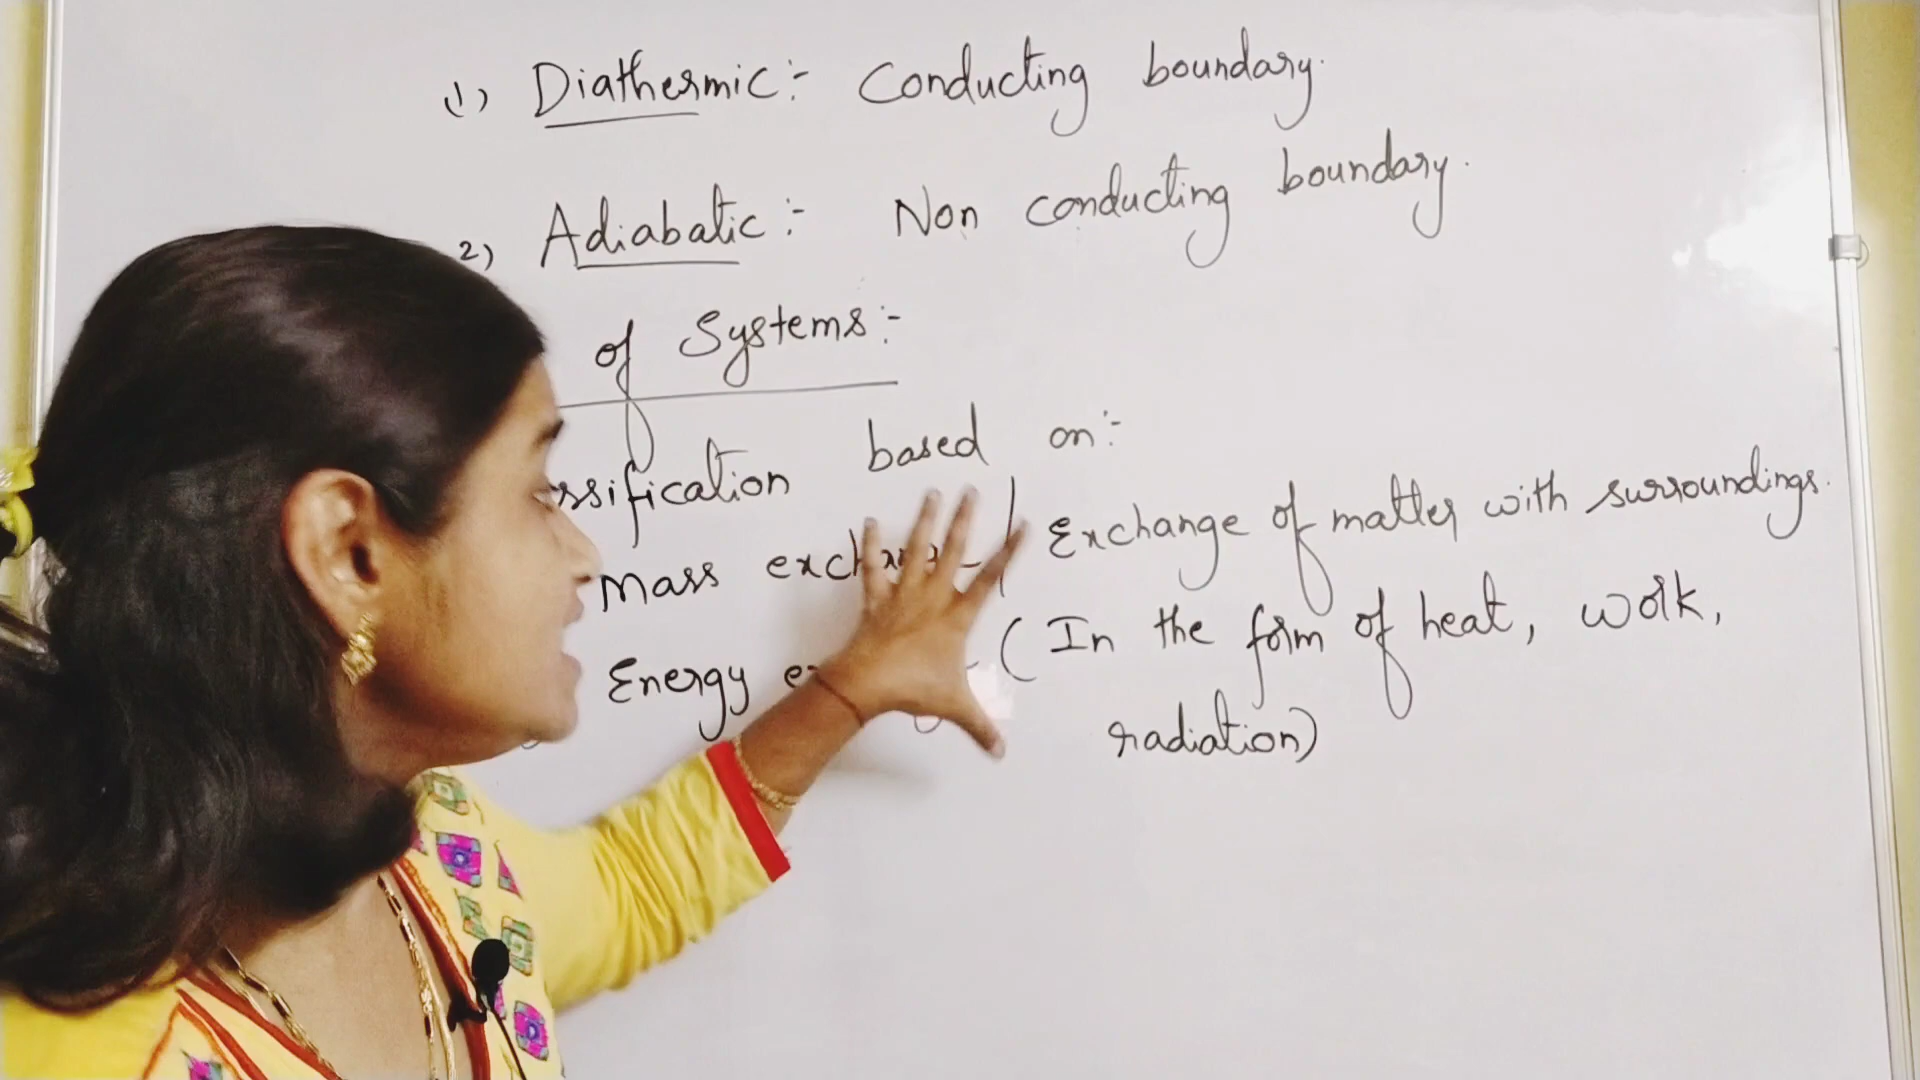 1) Diathermic:- Conducting boundary.
2) Adiabatic:- Non conducting boundary.
of Systems:-
ssification based on:-
Mass - / Exchange of matter with surroundings.
Energy - ( In the form of heat, work,
radiation)